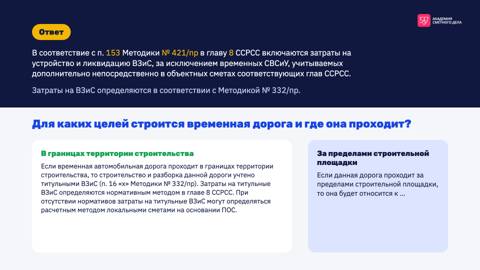 Ответ
АКАДЕМИЯ
СМЕТНОГО ДЕЛА
В соответствие с п. 153 Методики № 421/пр в главу 8 ССРСС включаются затраты на
устройство и ликвидацию ВЗиС, за исключением временных СВСиУ, учитываемых
дополнительно непосредственно в объектных сметах соответствующих глав ССРСС.
Затраты на ВЗиС определяются в соответствии с Методикой № 332/пр.
Для каких целей строится временная дорога и где она проходит?
В границах территории строительства
Если временная автомобильная дорога проходит в границах территории
строительства, то строительство и разборка данной дороги учтено
титульными ВЗиС (п. 16 «к» Методики № 332/пр). Затраты на титульные
ВЗиС определяются нормативным методом в главе 8 ССРСС. При
отсутствии нормативов затраты на титульные ВЗиС могут определяться
расчетным методом локальными сметами на основании ПОС.
За пределами строительной
площадки
Если данная дорога проходит за
пределами строительной площадки,
то она будет относится к ...